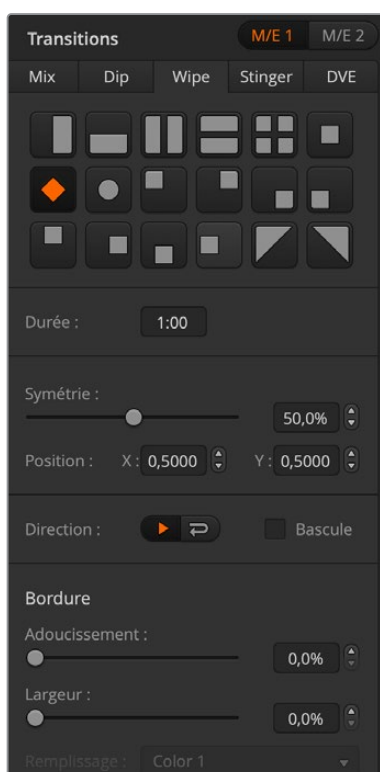 Transitions M/E 1 M/E 2
Mix Dip Wipe Stinger DVE
Durée : 1:00
Symétrie :
50,0%
Position : X : 0,5000 Y : 0,5000
Direction : Bascule
Bordure
Adoucissement :
0,0%
Largeur :
0,0%
Remplissage : Color 1